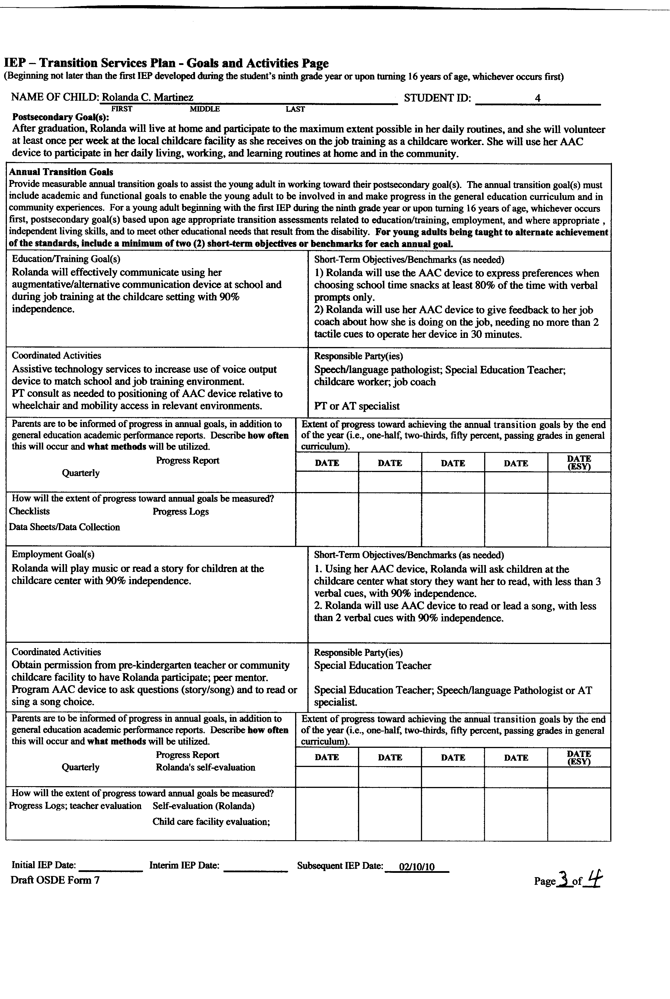 IEP – Transition Services Plan - Goals and Activities Page
(Beginning not later than the first IEP developed during the student's ninth grade year or upon turning 16 years of age, whichever occurs first)
NAME OF CHILD: Rolanda C. Martinez STUDENT ID: 4
FIRST MIDDLE LAST
Postsecondary Goal(s):
After graduation, Rolanda will live at home and participate to the maximum extent possible in her daily routines, and she will volunteer
at least once per week at the local childcare facility as she receives on the job training as a childcare worker. She will use her AAC
device to participate in her daily living, working, and learning routines at home and in the community.
Annual Transition Goals
Provide measurable annual transition goals to assist the young adult in working toward their postsecondary goal(s). The annual transition goal(s) must
include academic and functional goals to enable the young adult to be involved in and make progress in the general education curriculum and in
community experiences. For a young adult beginning with the first IEP during the ninth grade year or upon turning 16 years of age, whichever occurs
first, postsecondary goal(s) based upon age appropriate transition assessments related to education/training, employment, and where appropriate ,
independent living skills, and to meet other educational needs that result from the disability. For young adults being taught to alternate achievement
of the standards, include a minimum of two (2) short-term objectives or benchmarks for each annual goal.
Education/Training Goal(s)
Rolanda will effectively communicate using her
augmentative/alternative communication device at school and
during job training at the childcare setting with 90%
independence.
Short-Term Objectives/Benchmarks (as needed)
1) Rolanda will use the AAC device to express preferences when
choosing school time snacks at least 80% of the time with verbal
prompts only.
2) Rolanda will use her AAC device to give feedback to her job
coach about how she is doing on the job, needing no more than 2
tactile cues to operate her device in 30 minutes.
Coordinated Activities
Assistive technology services to increase use of voice output
device to match school and job training environment.
PT consult as needed to positioning of AAC device relative to
wheelchair and mobility access in relevant environments.
Responsible Party(ies)
Speech/language pathologist; Special Education Teacher;
childcare worker; job coach
PT or AT specialist
Parents are to be informed of progress in annual goals, in addition to
general education academic performance reports. Describe how often
this will occur and what methods will be utilized.
Progress Report
Quarterly
Extent of progress toward achieving the annual transition goals by the end
of the year (i.e., one-half, two-thirds, fifty percent, passing grades in general
curriculum).
DATE DATE DATE DATE DATE
(ESY)
How will the extent of progress toward annual goals be measured?
Checklists Progress Logs
Data Sheets/Data Collection
Employment Goal(s)
Rolanda will play music or read a story for children at the
childcare center with 90% independence.
Short-Term Objectives/Benchmarks (as needed)
1. Using her AAC device, Rolanda will ask children at the
childcare center what story they want her to read, with less than 3
verbal cues, with 90% independence.
2. Rolanda will use AAC device to read or lead a song, with less
than 2 verbal cues with 90% independence.
Coordinated Activities
Obtain permission from pre-kindergarten teacher or community
childcare facility to have Rolanda participate; peer mentor.
Program AAC device to ask questions (story/song) and to read or
sing a song choice.
Responsible Party(ies)
Special Education Teacher
Special Education Teacher; Speech/language Pathologist or AT
specialist.
Parents are to be informed of progress in annual goals, in addition to
general education academic performance reports. Describe how often
this will occur and what methods will be utilized.
Progress Report
Quarterly Rolanda's self-evaluation
Extent of progress toward achieving the annual transition goals by the end
of the year (i.e., one-half, two-thirds, fifty percent, passing grades in general
curriculum).
DATE DATE DATE DATE DATE
(ESY)
How will the extent of progress toward annual goals be measured?
Progress Logs; teacher evaluation Self-evaluation (Rolanda)
Child care facility evaluation;
Initial IEP Date: Interim IEP Date: Subsequent IEP Date: 02/10/10
Draft OSDE Form 7
Page 3 of 4